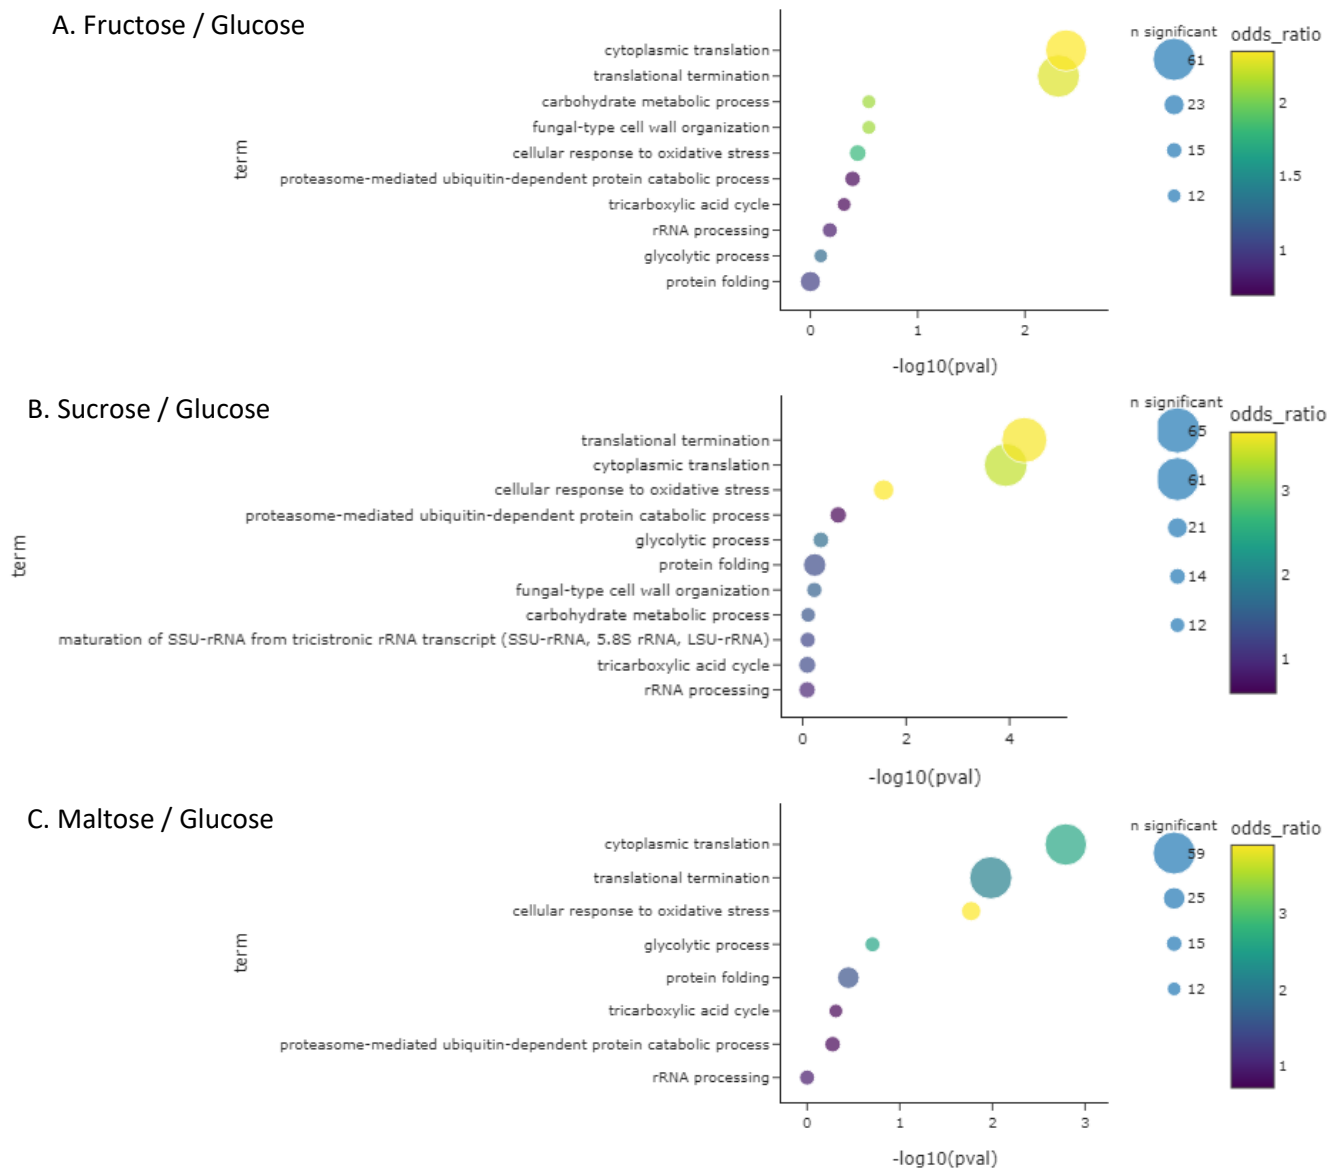 A. Fructose / Glucose
n significant
odds_ratio
cytoplasmic translation
61
translational termination
carbohydrate metabolic process
23
2
fungal-type cell wall organization
term
cellular response to oxidative stress
15
proteasome-mediated ubiquitin-dependent protein catabolic process
1.5
tricarboxylic acid cycle
12
rRNA processing
glycolytic process
1
protein folding
0
1
2
-log10(pval)
B. Sucrose / Glucose
n significant
odds_ratio
translational termination
65
cytoplasmic translation
61
cellular response to oxidative stress
3
proteasome-mediated ubiquitin-dependent protein catabolic process
21
glycolytic process
term
protein folding
14
2
fungal-type cell wall organization
carbohydrate metabolic process
12
maturation of SSU-rRNA from tricistronic rRNA transcript (SSU-rRNA, 5.8S rRNA, LSU-rRNA)
1
tricarboxylic acid cycle
rRNA processing
0
2
4
-log10(pval)
C. Maltose / Glucose
n significant
odds_ratio
cytoplasmic translation
59
translational termination
25
cellular response to oxidative stress
3
glycolytic process
15
term
protein folding
12
2
tricarboxylic acid cycle
proteasome-mediated ubiquitin-dependent protein catabolic process
1
rRNA processing
0
1
2
3
-log10(pval)